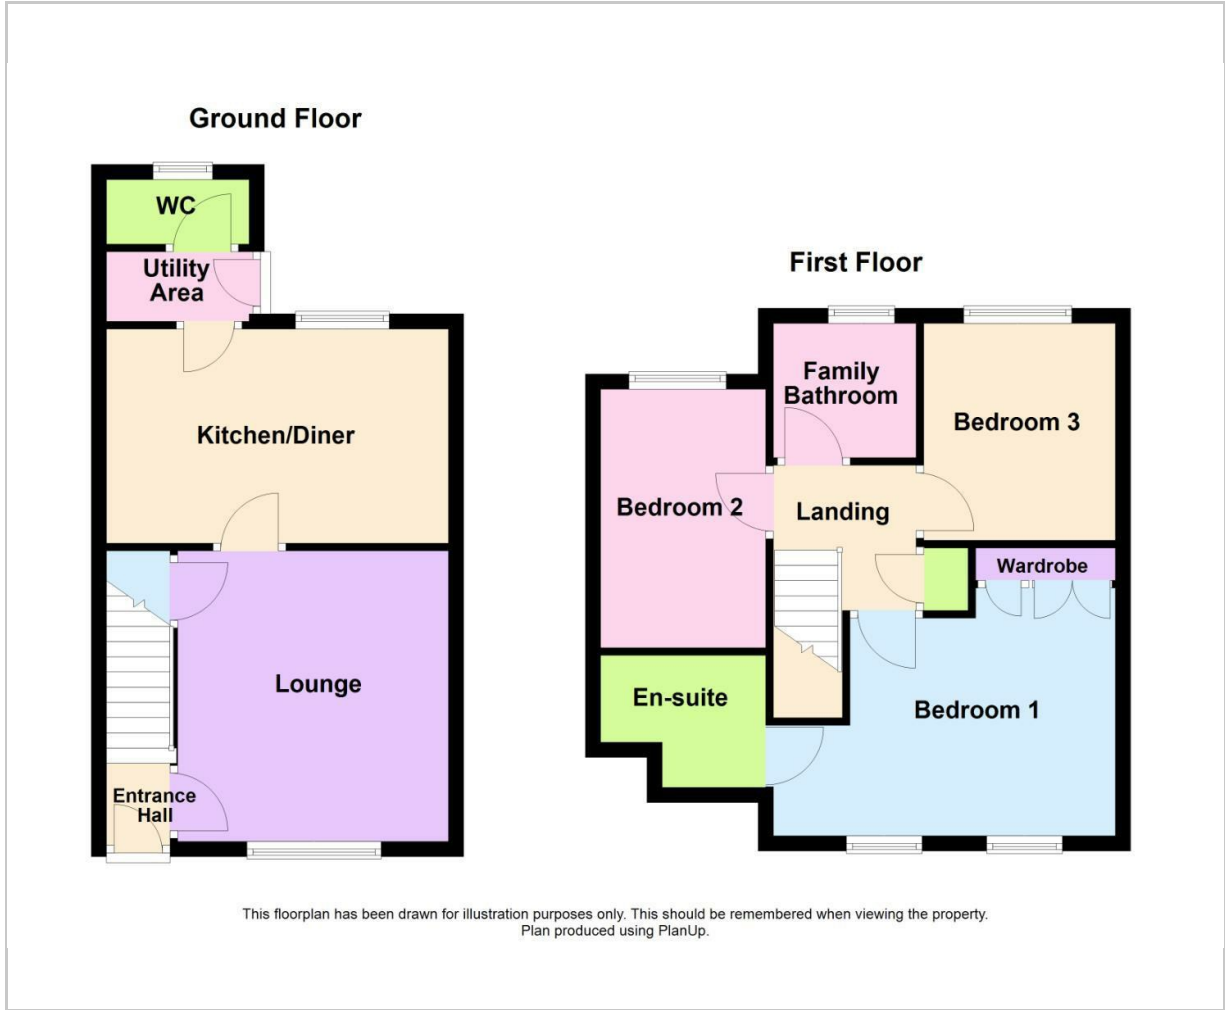 Ground Floor
WC
Utility
Area
Kitchen/Diner
Lounge
Entrance
Hall
First Floor
Family
Bathroom
Bedroom 3
Bedroom 2
Landing
Wardrobe
En-suite
Bedroom 1
This floorplan has been drawn for illustration purposes only. This should be remembered when viewing the property.
Plan produced using PlanUp.